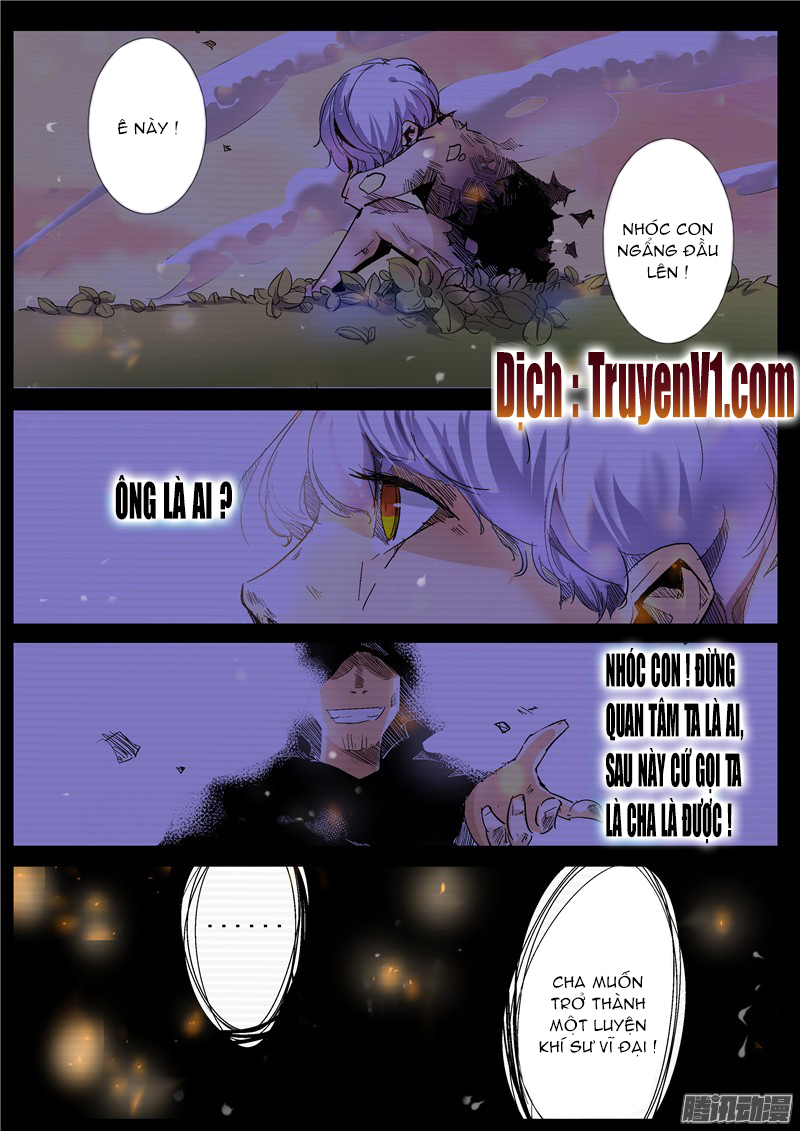 Ê NÀY !
NHÓC CON
NGẨNG ĐẦU
LÊN !
Dịch : TruyenV1.com
ÔNG LÀ AI ?
NHÓC CON ! ĐỪNG
QUAN TÂM TA LÀ AI,
SAU NÀY CỨ GỌI TA
LÀ CHA LÀ ĐƯỢC !
......
CHA MUỐN
TRỞ THÀNH
MỘT LUYỆN
KHÍ SƯ VĨ ĐẠI !
腾讯动漫